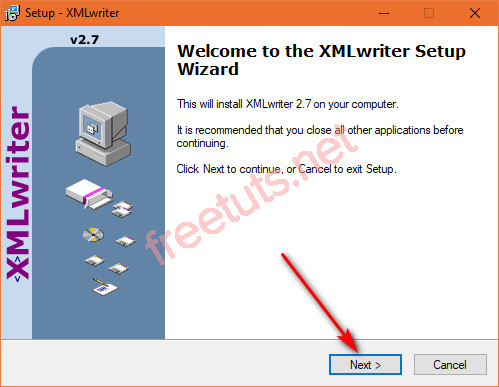 Setup - XMLwriter
v2.7
<XMLwriter>
Welcome to the XMLwriter Setup
Wizard
This will install XMLwriter 2.7 on your computer.
It is recommended that you close all other applications before
continuing.
Click Next to continue, or Cancel to exit Setup.
freetuts.net
Next >
Cancel